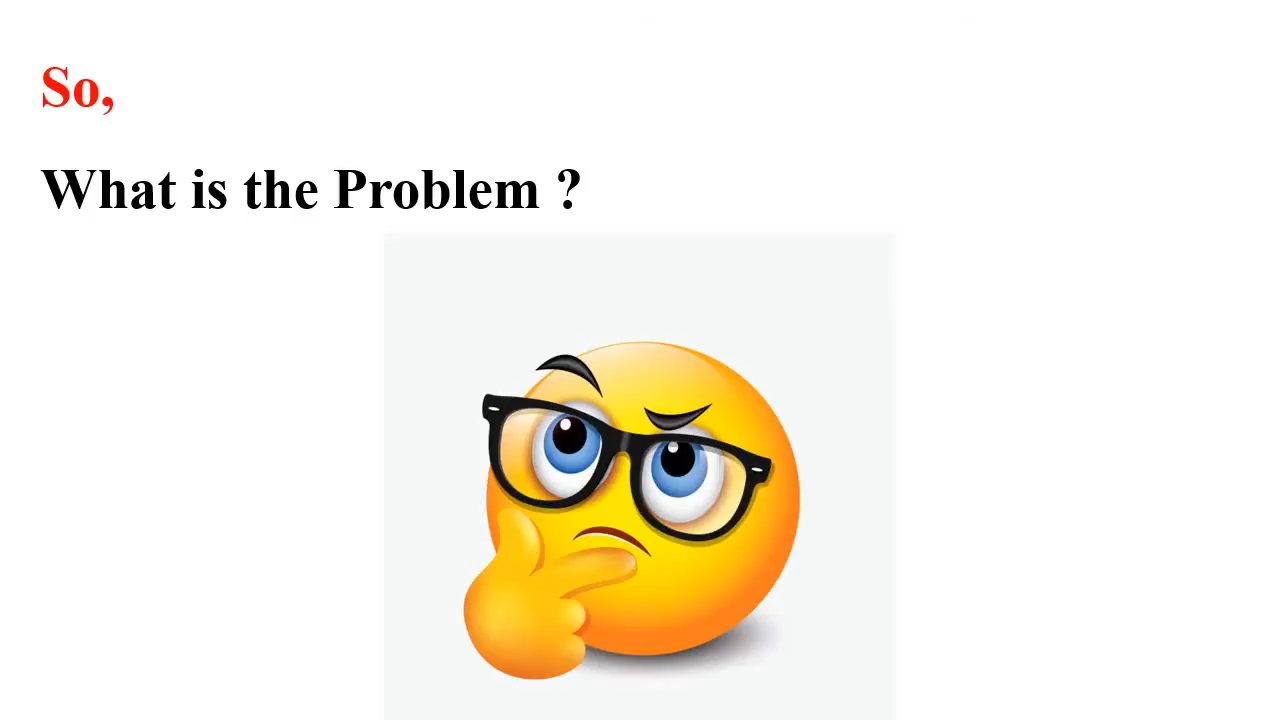 So,
What is the Problem ?